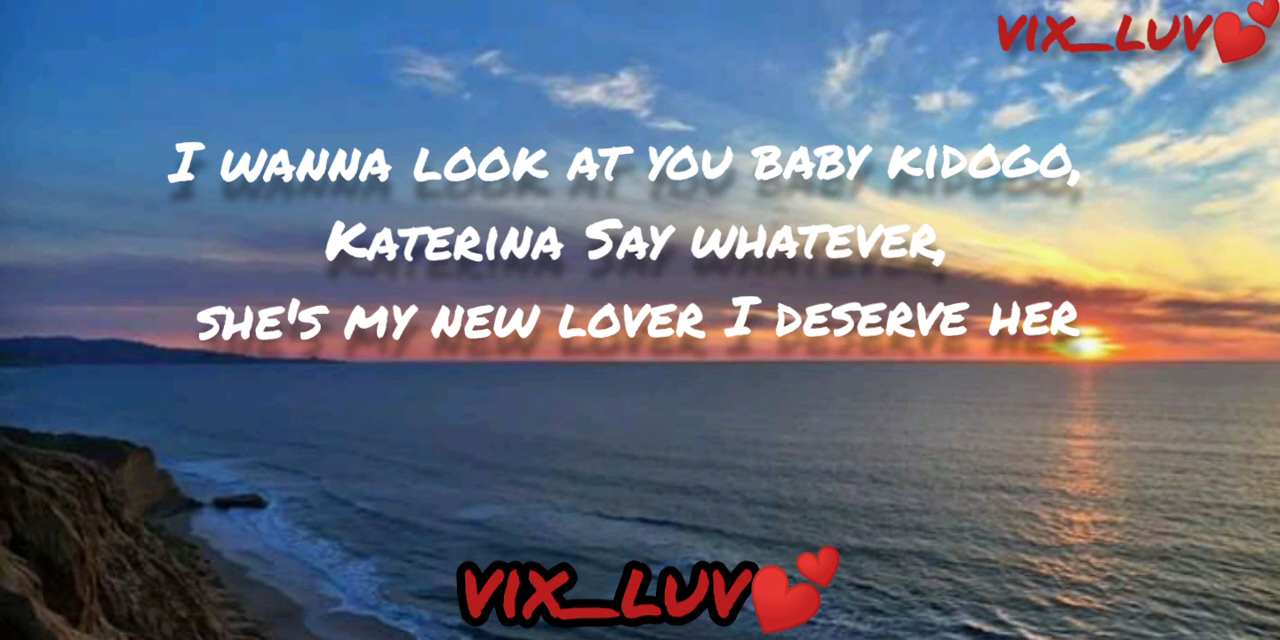 VIX_LUV💕
I WANNA LOOK AT YOU BABY KIDOGO,
KATERINA SAY WHATEVER,
SHE'S MY NEW LOVER I DESERVE HER
VIX_LUV💕